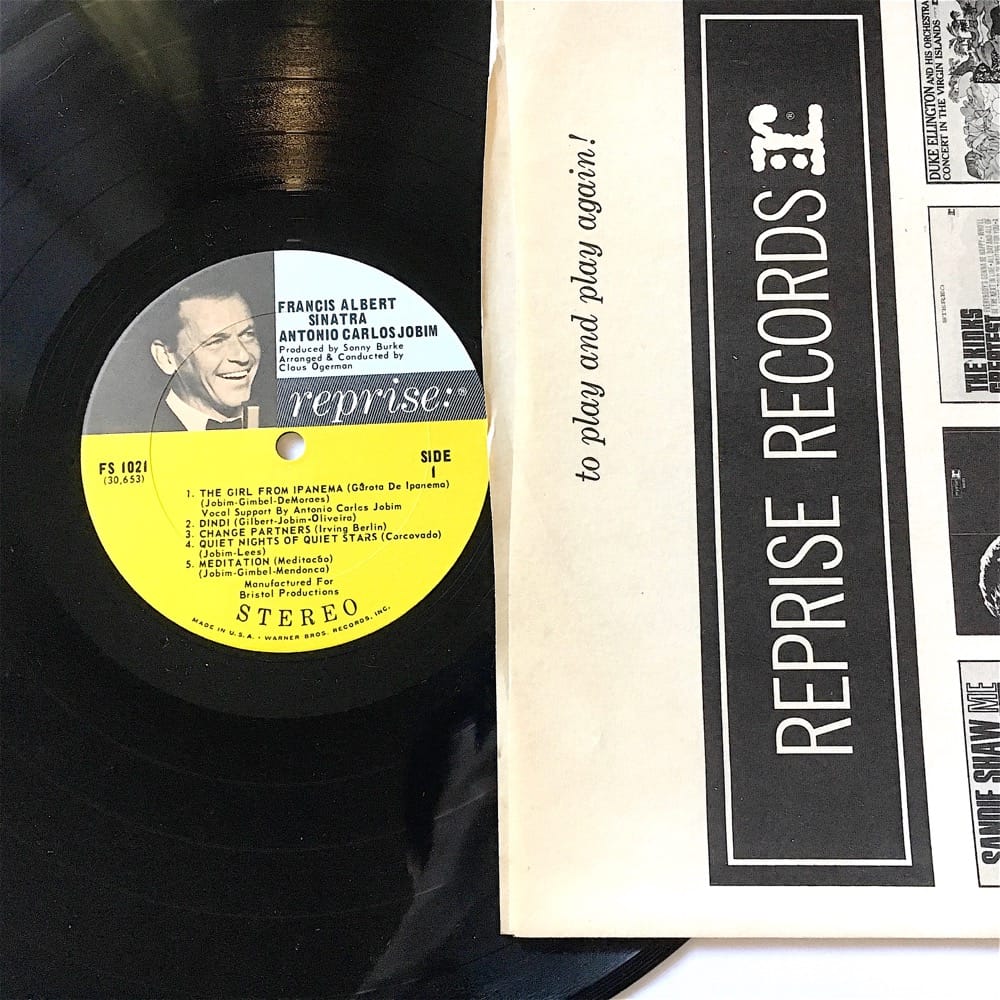 FRANCIS ALBERT
SINATRA
ANTONIO CARLOS JOBIM
Produced by Sonny Burke
Arranged & Conducted by
Claus Ogerman
reprise:®
FS 1021
(30,653)
SIDE
1
1. THE GIRL FROM IPANEMA (Gärota De Ipanema)
(Jobim-Gimbel-DeMoraes)
Vocal Support By Antonio Carlos Jobim
2. DINDI (Gilbert-Jobim-Oliveira)
3. CHANGE PARTNERS (Irving Berlin)
4. QUIET NIGHTS OF QUIET STARS (Corcovado)
(Jobim-Lees)
5. MEDITATION (Meditacão)
(Jobim-Gimbel-Mendonca)
Manufactured For
Bristol Productions
STEREO
MADE IN U.S.A. • WARNER BROS. RECORDS, INC.
to play and play again!
REPRISE RECORDS r:®
DUKE ELLINGTON AND HIS ORCHESTRA
CONCERT IN THE VIRGIN ISLANDS
STEREO
THE KINKS
GREATEST
SANDIE SHAW ME